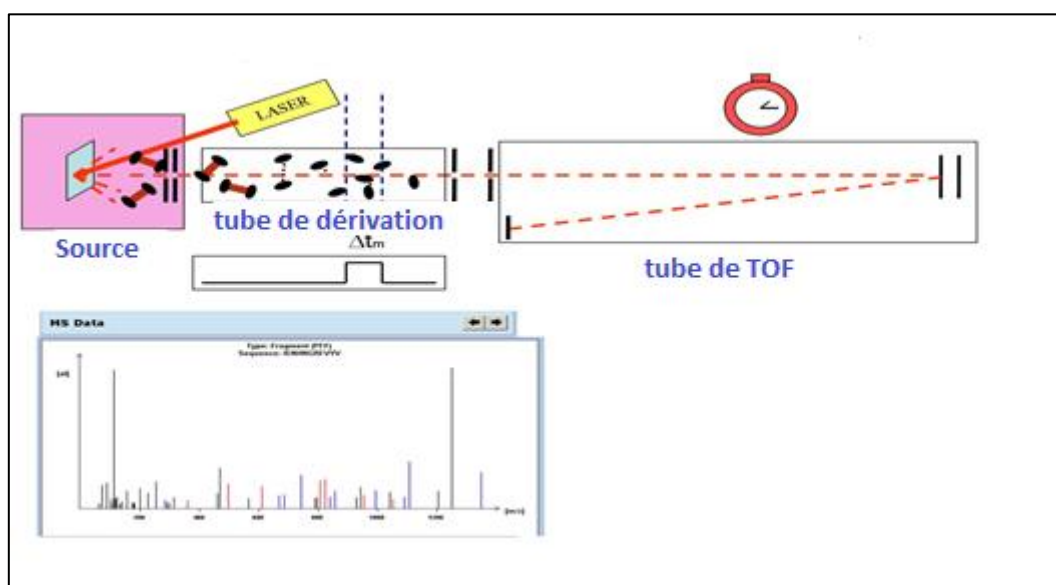 LASER
tube de dérivation
Source
Δtm
tube de TOF
MS Data
Type: Fragment (PSD)
[m/z]